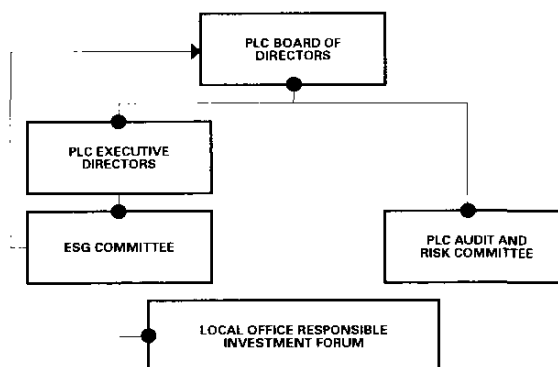 PLC BOARD OF
DIRECTORS
PLC EXECUTIVE
DIRECTORS
ESG COMMITTEE
PLC AUDIT AND
RISK COMMITTEE
LOCAL OFFICE RESPONSIBLE
INVESTMENT FORUM